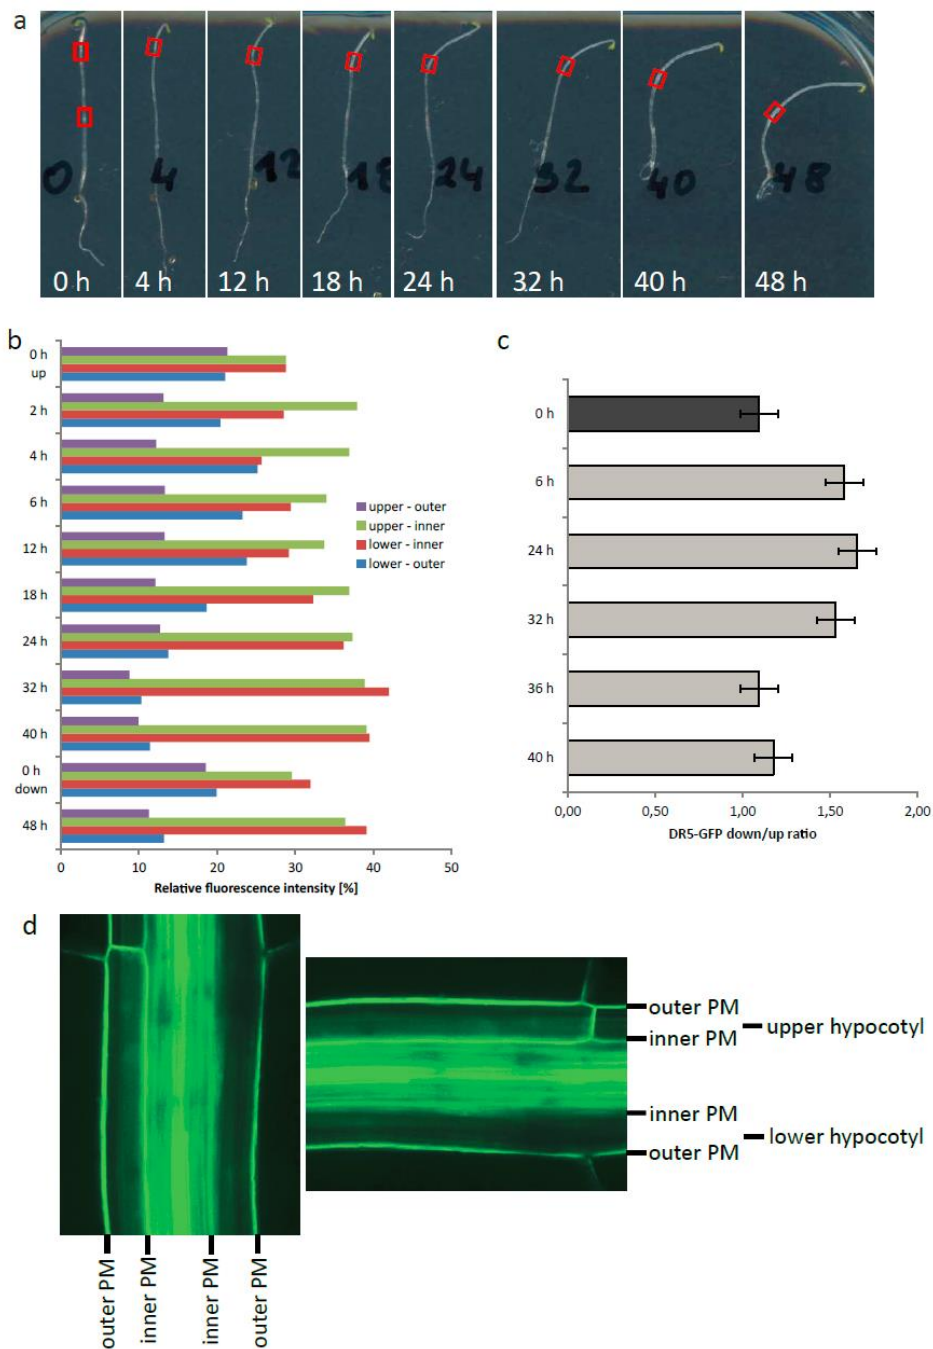 a
0 4 12 18 24 32 40 48
0 h 4 h 12 h 18 h 24 h 32 h 40 h 48 h
b
0 h
up
2 h
4 h
6 h
12 h
18 h
24 h
32 h
40 h
0 h
down
48 h
upper - outer
upper - inner
lower - inner
lower - outer
0 10 20 30 40 50
Relative fluorescence intensity [%]
c
0 h
6 h
24 h
32 h
36 h
40 h
0,00 0,50 1,00 1,50 2,00
DR5-GFP down/up ratio
d
outer PM
inner PM
upper hypocotyl
inner PM
outer PM
lower hypocotyl
outer PM
inner PM
inner PM
outer PM